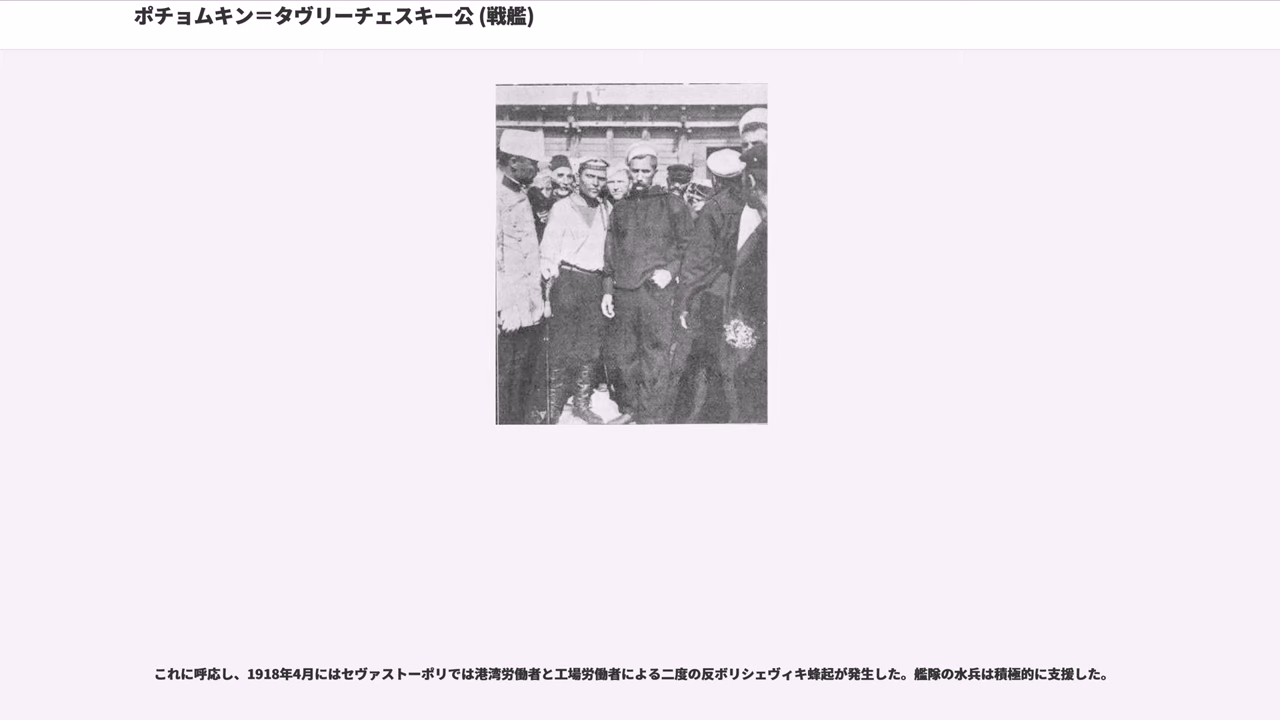 ポチョムキン＝タヴリーチェスキー公 (戦艦)
これに呼応し、1918年4月にはセヴァストーポリでは港湾労働者と工場労働者による二度の反ボリシェヴィキ蜂起が発生した。艦隊の水兵は積極的に支援した。